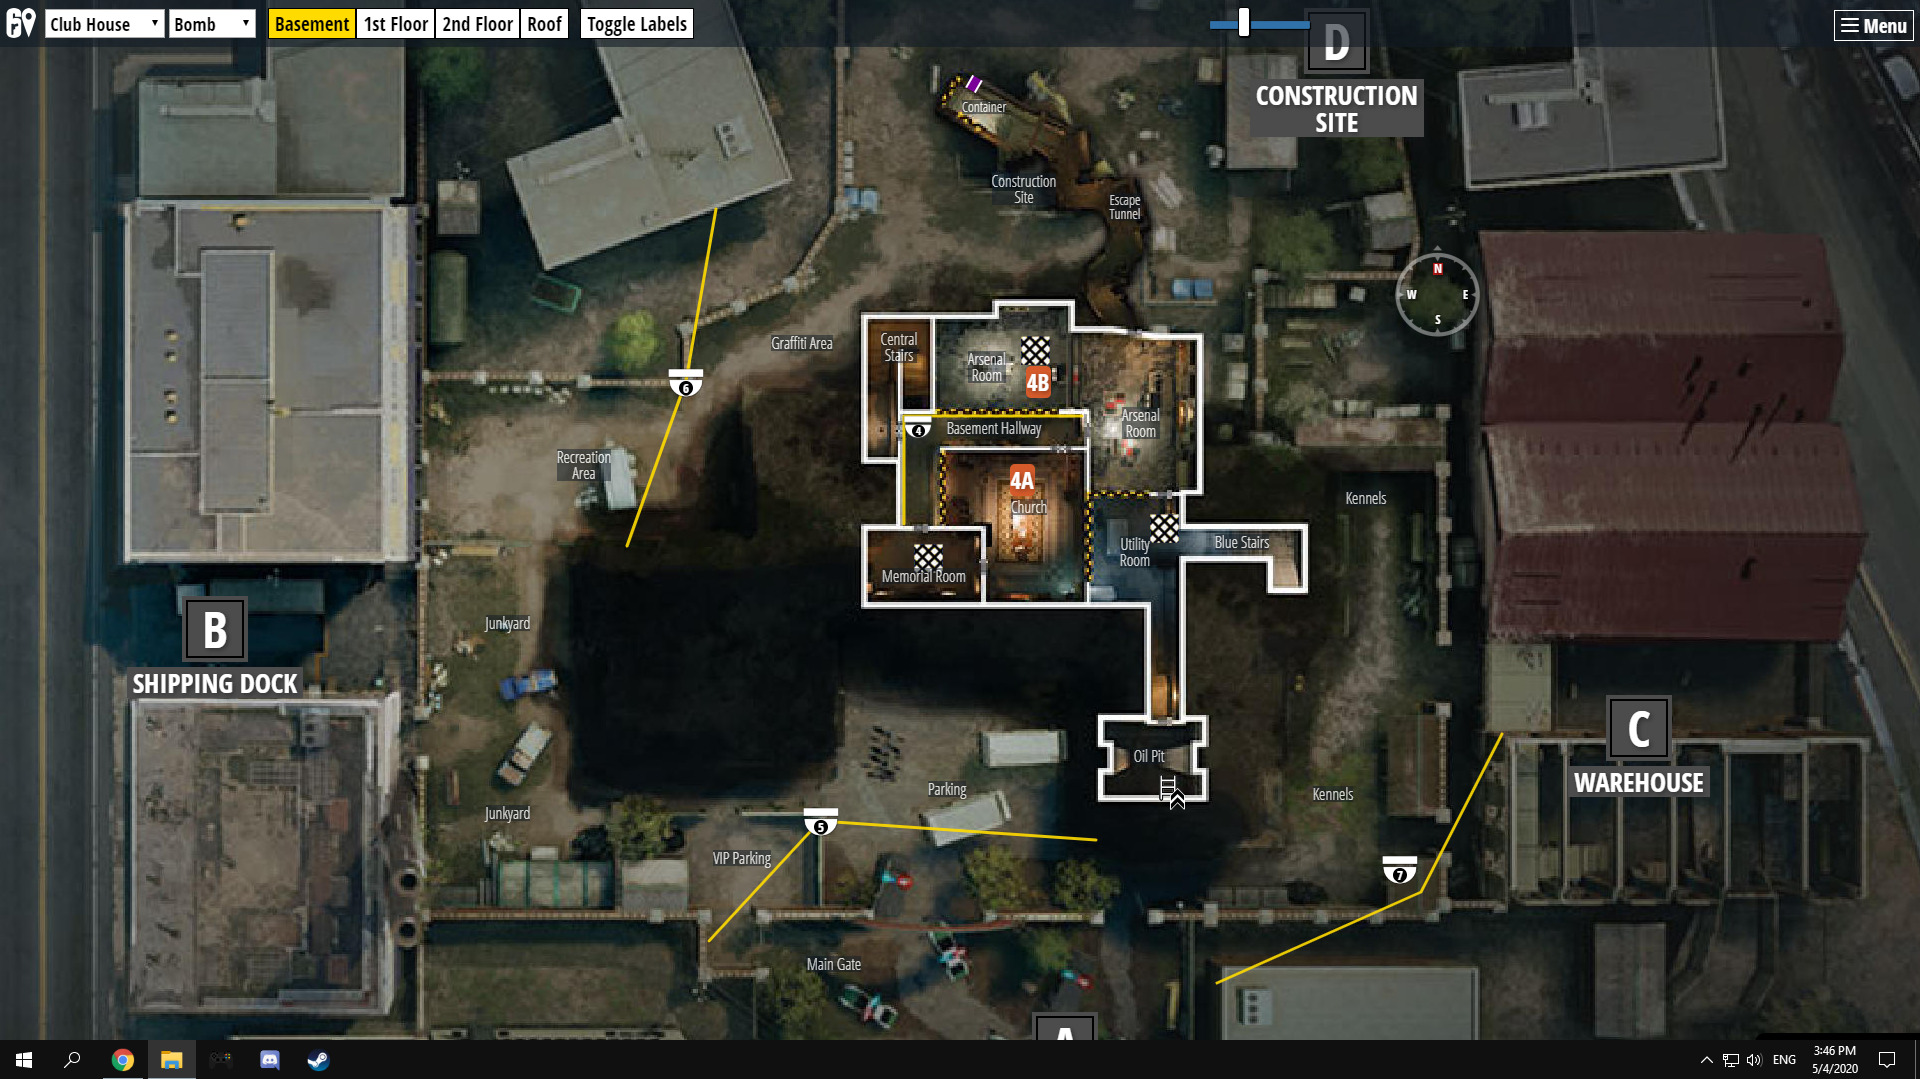 Club House
Bomb
Basement
1st Floor
2nd Floor
Roof
Toggle Labels
Menu
D
CONSTRUCTION
SITE
Container
Construction
Site
Escape
Tunnel
N
W
E
S
Graffiti Area
Central
Stairs
Arsenal
Room
4B
6
Arsenal
Room
4
Basement Hallway
Recreation
Area
4A
Church
Kennels
Utility
Room
Blue Stairs
Memorial Room
Junkyard
B
SHIPPING DOCK
Oil Pit
C
WAREHOUSE
Parking
Kennels
Junkyard
5
VIP Parking
7
Main Gate
A
ENG
3:46 PM
5/4/2020